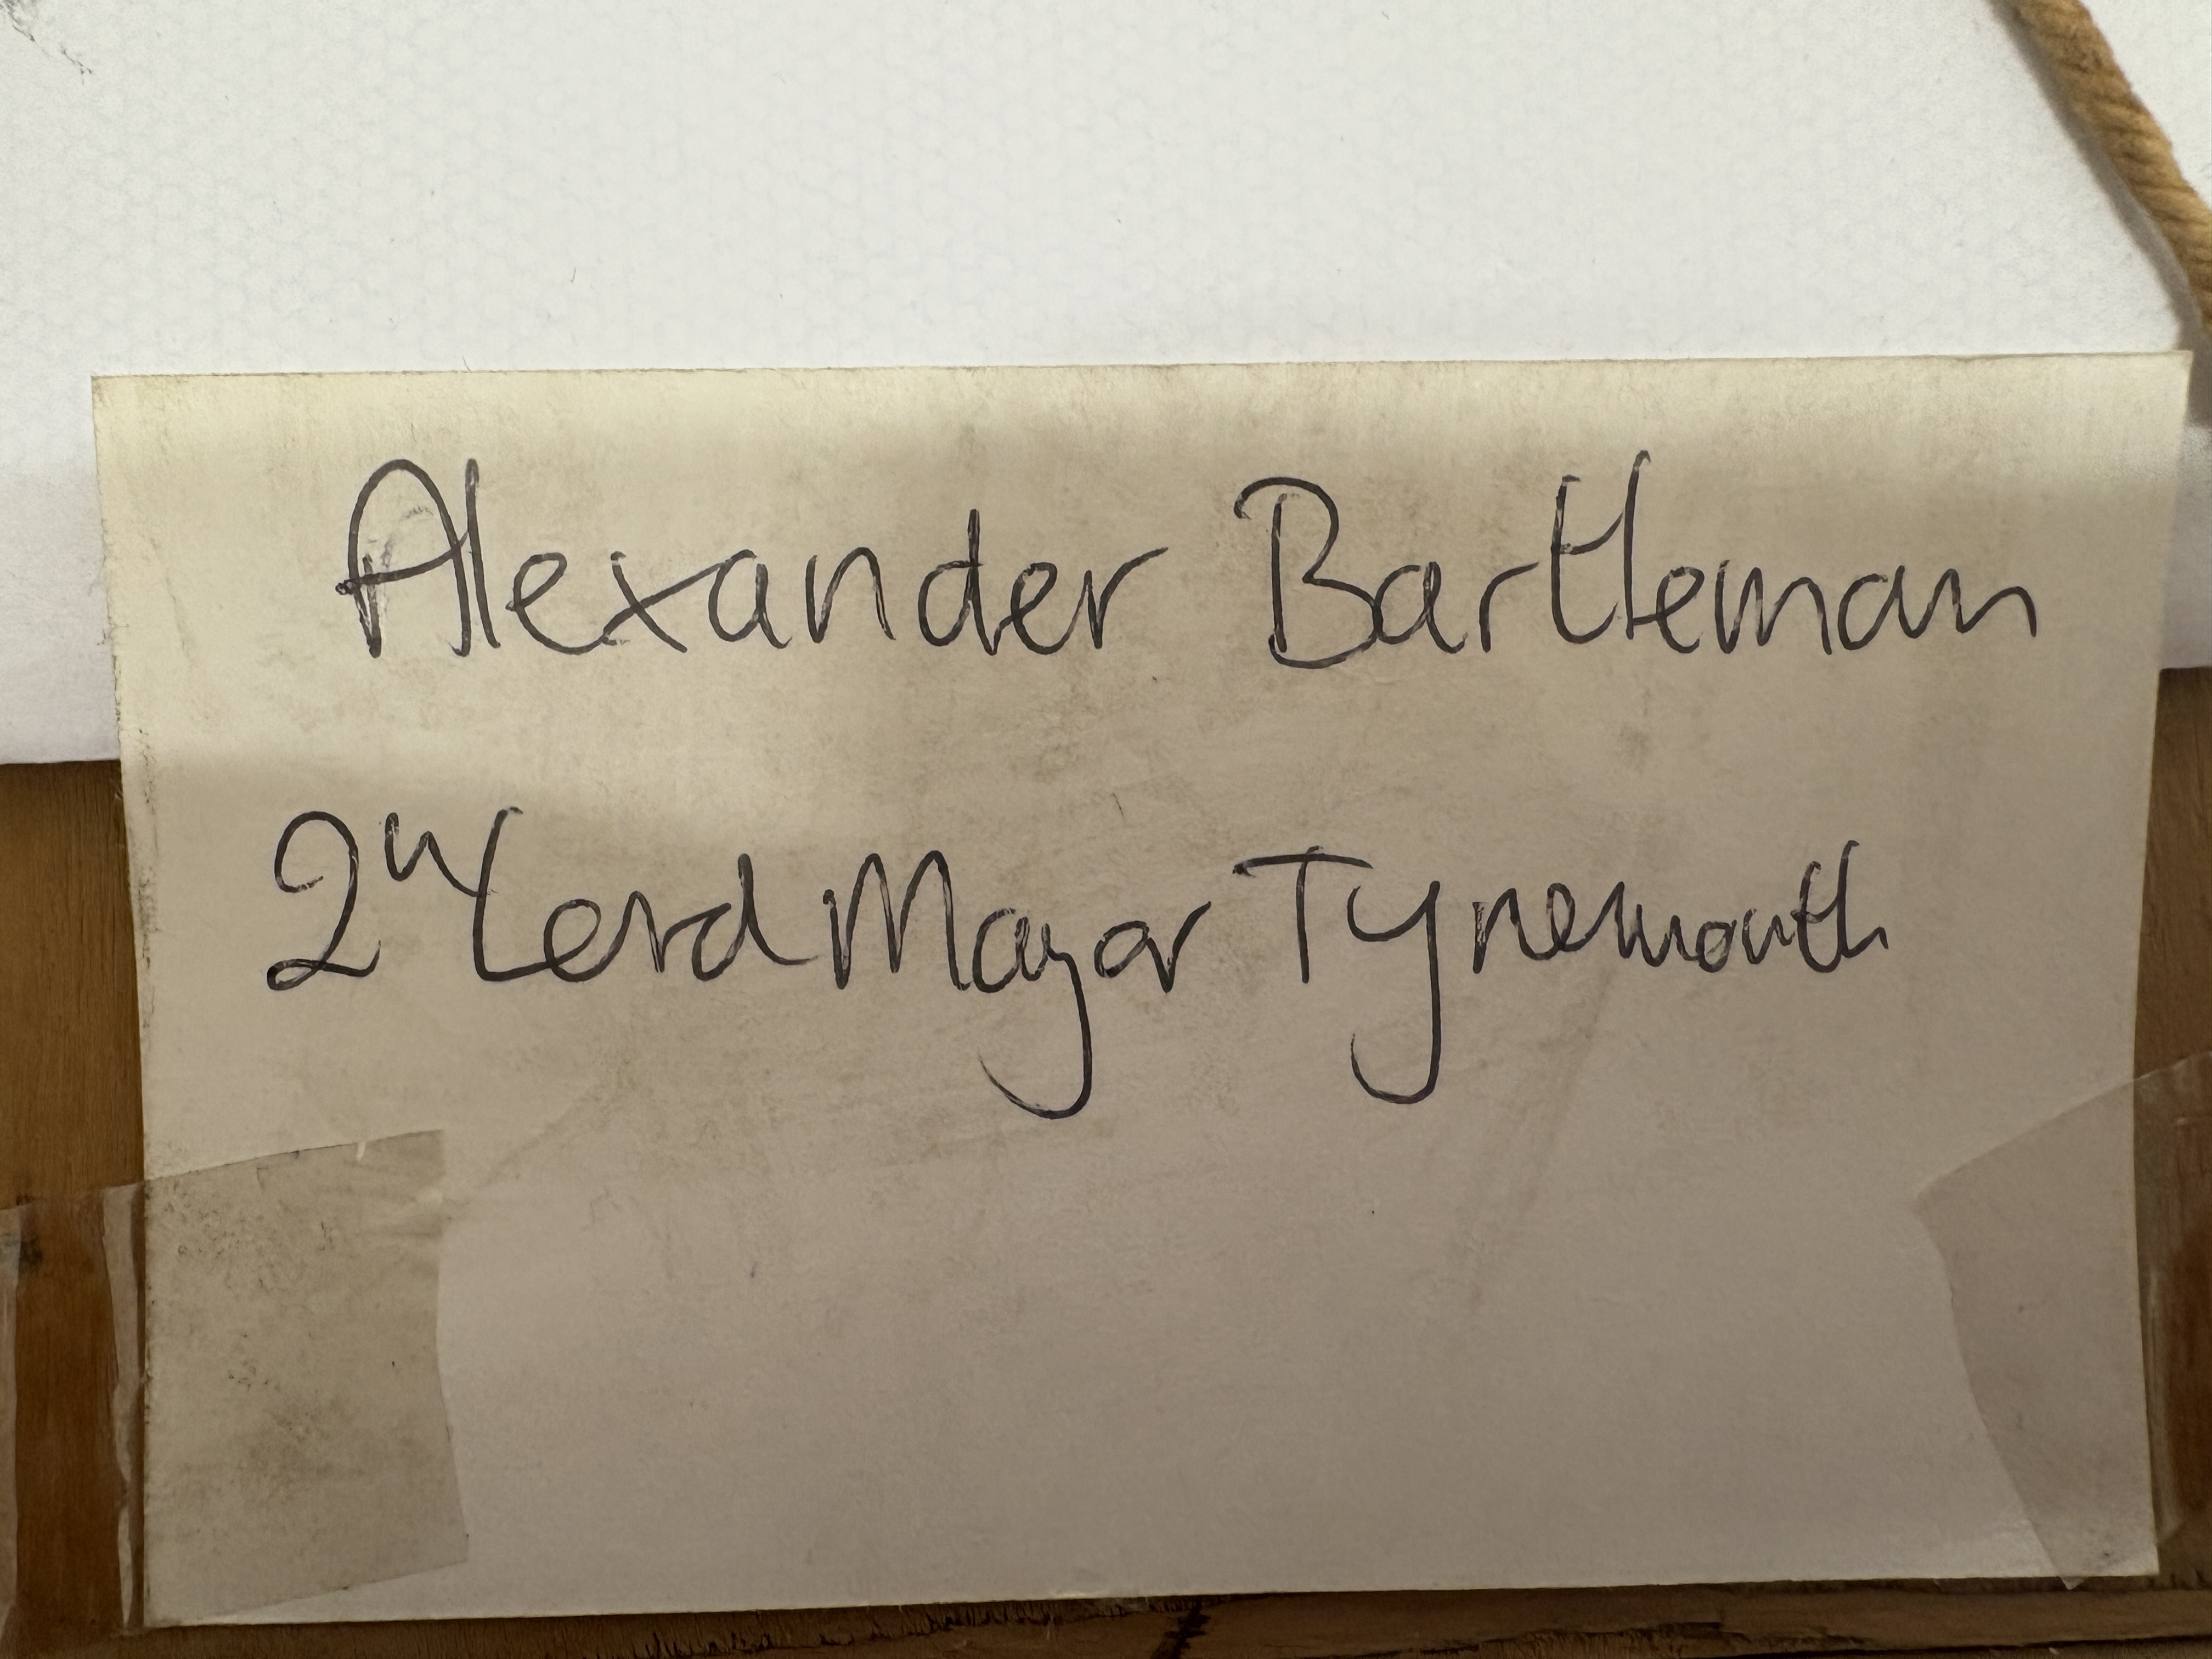 Alexander Bartleman
2nd Lord Mayor Tynemouth